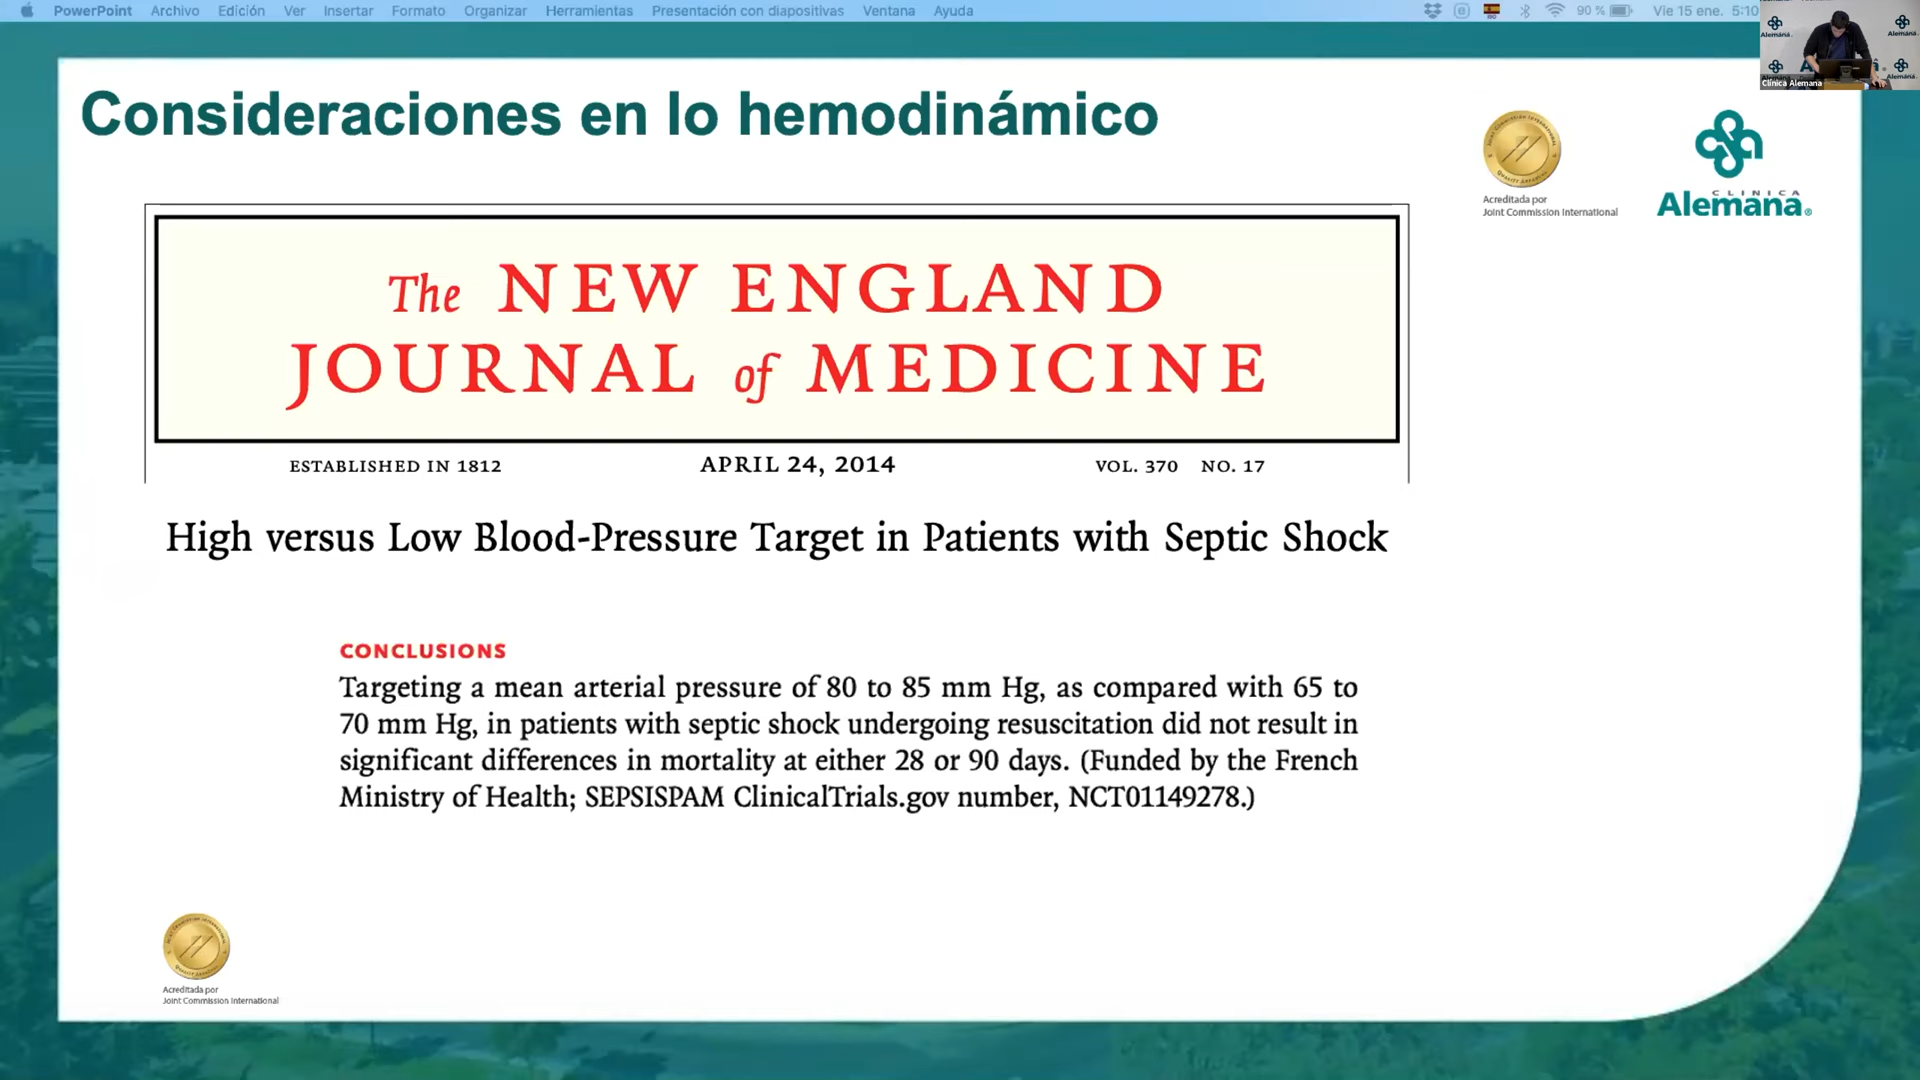 PowerPoint Archivo Edición Ver Insertar Formato Organizar Herramientas Presentación con diapositivas Ventana Ayuda 90 % Vie 15 ene. 5:10
Alemana
Alemana
Alemana
Clínica Alemana
Consideraciones en lo hemodinámico
Acreditada por
Joint Commission International
CLINICA
Alemana®
The NEW ENGLAND
JOURNAL of MEDICINE
ESTABLISHED IN 1812 APRIL 24, 2014 VOL. 370 NO. 17
High versus Low Blood-Pressure Target in Patients with Septic Shock
CONCLUSIONS
Targeting a mean arterial pressure of 80 to 85 mm Hg, as compared with 65 to
70 mm Hg, in patients with septic shock undergoing resuscitation did not result in
significant differences in mortality at either 28 or 90 days. (Funded by the French
Ministry of Health; SEPSISPAM ClinicalTrials.gov number, NCT01149278.)
Acreditada por
Joint Commission International